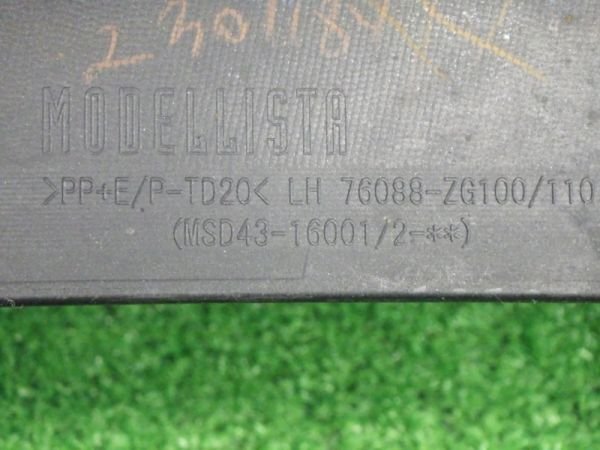 MODELLISTA
>PP+E/P-TD20< LH 76088-ZG100/110
(MSD43-16001/2-**)